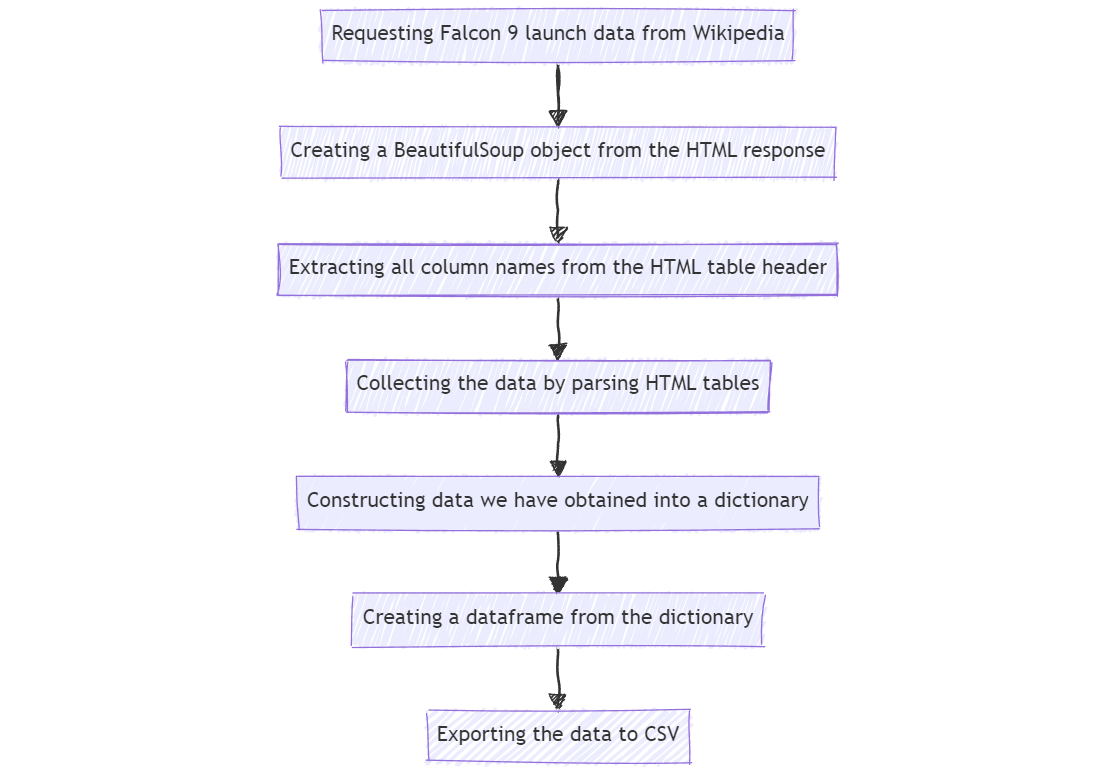 Requesting Falcon 9 launch data from Wikipedia
Creating a BeautifulSoup object from the HTML response
Extracting all column names from the HTML table header
Collecting the data by parsing HTML tables
Constructing data we have obtained into a dictionary
Creating a dataframe from the dictionary
Exporting the data to CSV